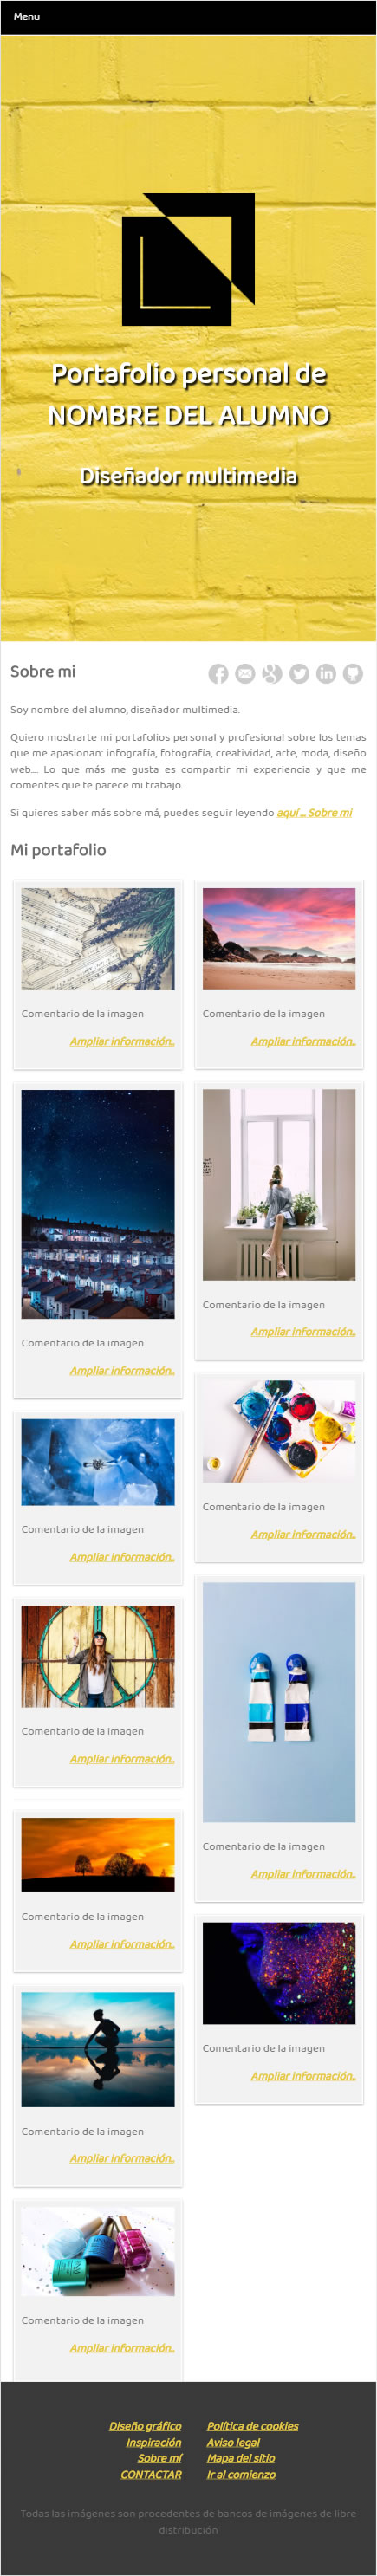 Menu
Portafolio personal de
NOMBRE DEL ALUMNO
Diseñador multimedia
Sobre mi
Soy nombre del alumno, diseñador multimedia.
Quiero mostrarte mi portafolios personal y profesional sobre los temas
que me apasionan: infografía, fotografía, creatividad, arte, moda, diseño
web.... Lo que más me gusta es compartir mi experiencia y que me
comentes que te parece mi trabajo.
Si quieres saber más sobre má, puedes seguir leyendo aquí ... Sobre mi
Mi portafolio
Comentario de la imagen
Ampliar información..
Comentario de la imagen
Ampliar información..
Comentario de la imagen
Ampliar información..
Comentario de la imagen
Ampliar información..
Comentario de la imagen
Ampliar información..
Comentario de la imagen
Ampliar información..
Comentario de la imagen
Ampliar información..
Comentario de la imagen
Ampliar información..
Comentario de la imagen
Ampliar información..
Comentario de la imagen
Ampliar información..
Comentario de la imagen
Ampliar información..
Comentario de la imagen
Ampliar información..
Diseño gráfico
Inspiración
Sobre mí
CONTACTAR
Política de cookies
Aviso legal
Mapa del sitio
Ir al comienzo
Todas las imágenes son procedentes de bancos de imágenes de libre
distribución